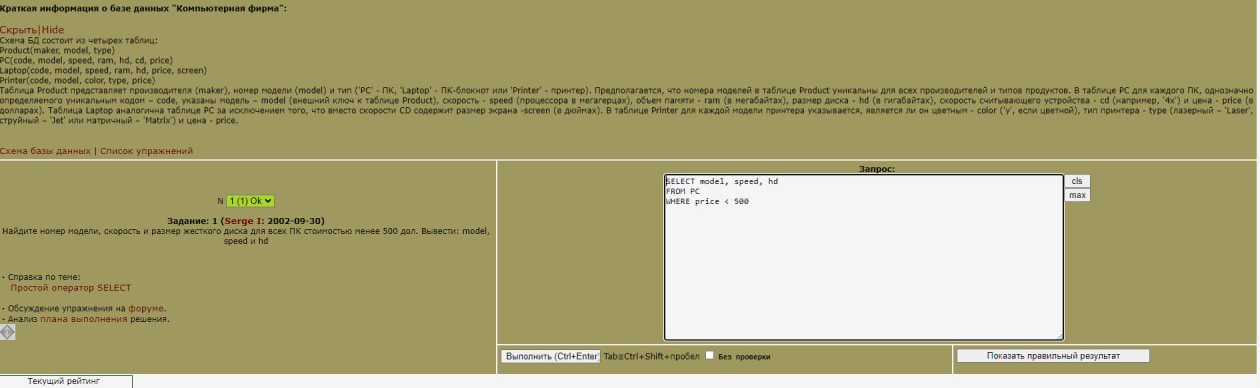 Краткая информация о базе данных "Компьютерная фирма":
Скрыть|Hide
Схема БД состоит из четырех таблиц:
Product(maker, model, type)
PC(code, model, speed, ram, hd, cd, price)
Laptop(code, model, speed, ram, hd, price, screen)
Printer(code, model, color, type, price)
Таблица Product представляет производителя (maker), номер модели (model) и тип ('PC' - ПК, 'Laptop' - ПК-блокнот или 'Printer' - принтер). Предполагается, что номера моделей в таблице Product уникальны для всех производителей и типов продуктов. В таблице PC для каждого ПК, однозначно
определяемого уникальным кодом – code, указаны модель – model (внешний ключ к таблице Product), скорость - speed (процессора в мегагерцах), объем памяти - ram (в мегабайтах), размер диска - hd (в гигабайтах), скорость считывающего устройства - cd (например, '4x') и цена - price (в
долларах). Таблица Laptop аналогична таблице РС за исключением того, что вместо скорости CD содержит размер экрана -screen (в дюймах). В таблице Printer для каждой модели принтера указывается, является ли он цветным - color ('y', если цветной), тип принтера - type (лазерный – 'Laser',
струйный – 'Jet' или матричный – 'Matrix') и цена - price.
Схема базы данных | Список упражнений
N 1 (1) Ok
Задание: 1 (Serge I: 2002-09-30)
Найдите номер модели, скорость и размер жесткого диска для всех ПК стоимостью менее 500 дол. Вывести: model,
speed и hd
· Справка по теме:
Простой оператор SELECT
· Обсуждение упражнения на форуме.
· Анализ плана выполнения решения.
Запрос:
SELECT model, speed, hd
FROM PC
WHERE price < 500
cls
max
Выполнить (Ctrl+Enter) Tab≡Ctrl+Shift+пробел Без проверки
Показать правильный результат
Текущий рейтинг